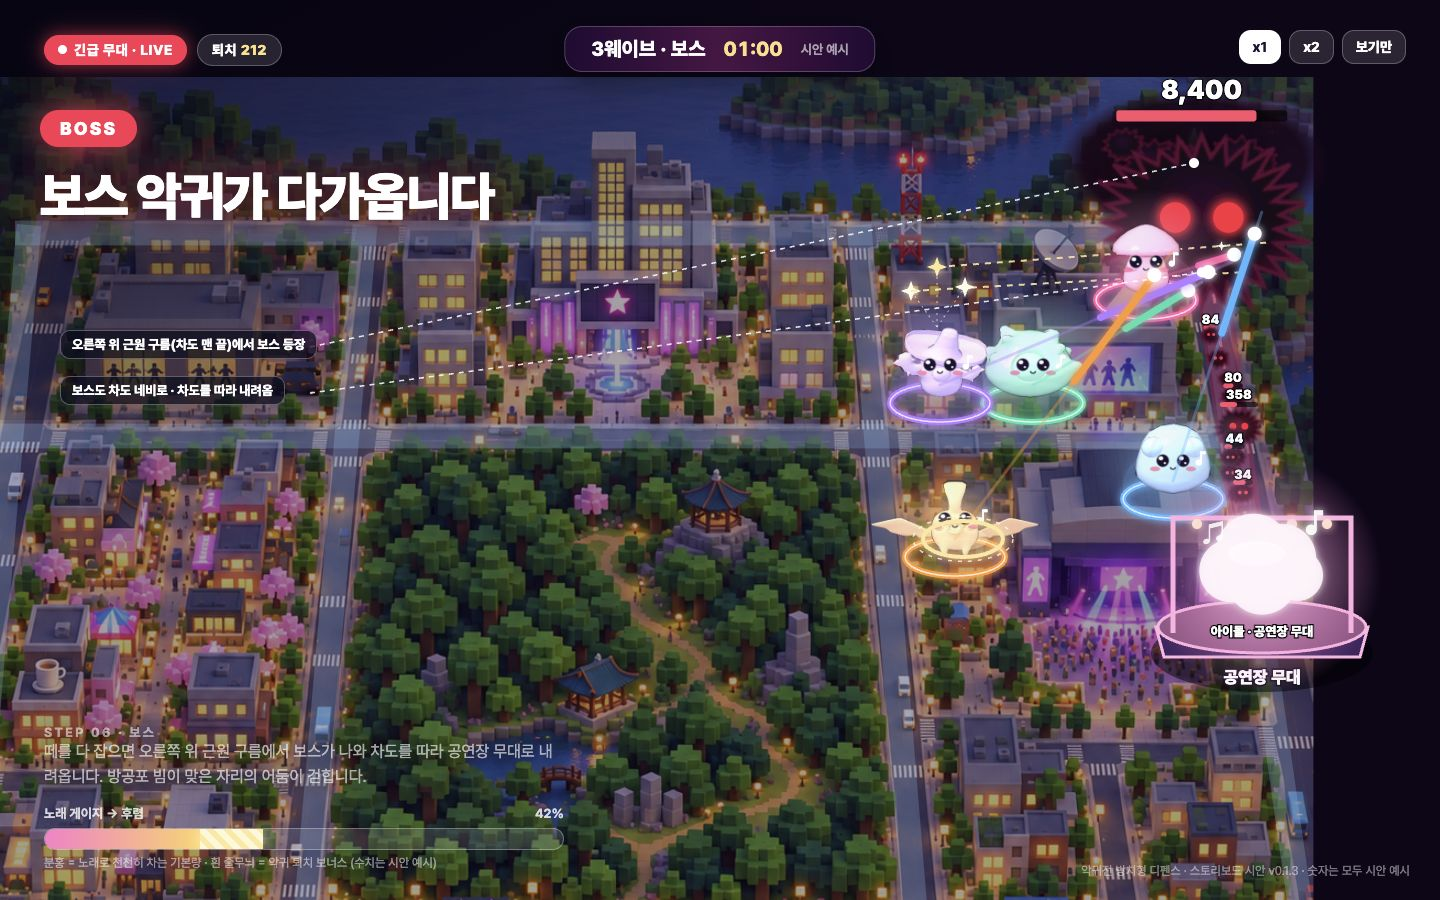 긴급 무대 · LIVE
퇴치 212
3웨이브 · 보스 01:00 시안 예시
x1
x2
보기만
8,400
BOSS
보스 악귀가 다가옵니다
오른쪽 위 근원 구름(차도 맨 끝)에서 보스 등장
보스도 차도 네비로 · 차도를 따라 내려옴
84
80
358
44
34
아이돌 · 공연장 무대
공연장 무대
STEP 06 · 보스
떼를 다 잡으면 오른쪽 위 근원 구름에서 보스가 나와 차도를 따라 공연장 무대로 내
려옵니다. 방공포 빔이 맞은 자리의 어둠이 걷힙니다.
노래 게이지 → 후렴 42%
분홍 = 노래로 천천히 차는 기본량 · 흰 줄무늬 = 악귀 퇴치 보너스 (수치는 시안 예시)
악귀전 방치형 디펜스 · 스토리보드 시안 v0.1.3 · 숫자는 모두 시안 예시